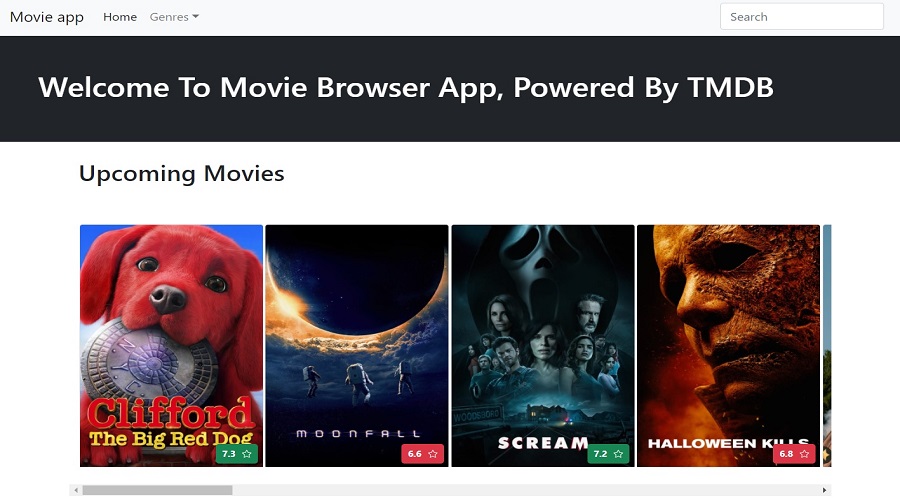 Movie app Home Genres Search
Welcome To Movie Browser App, Powered By TMDB
Upcoming Movies
N.Y.C.
Clifford
The Big Red Dog
7.3
MOONFALL
6.6
WOODSBORO
SCREAM
7.2
HALLOWEEN KILLS
6.8